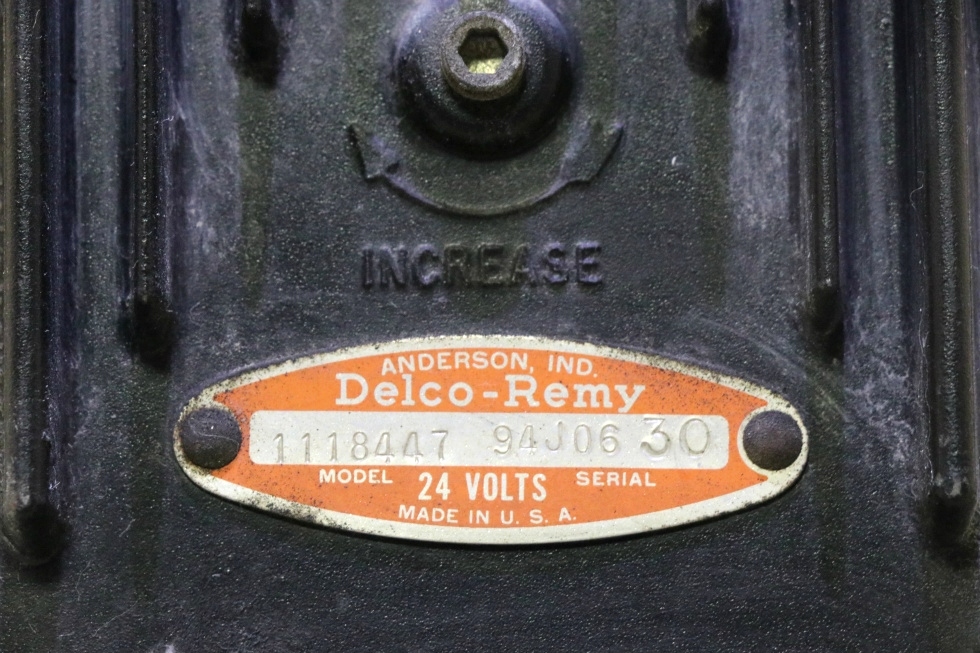 INCREASE
ANDERSON, IND.
Delco-Remy
1118447 94J06 30
MODEL 24 VOLTS SERIAL
MADE IN U. S. A.